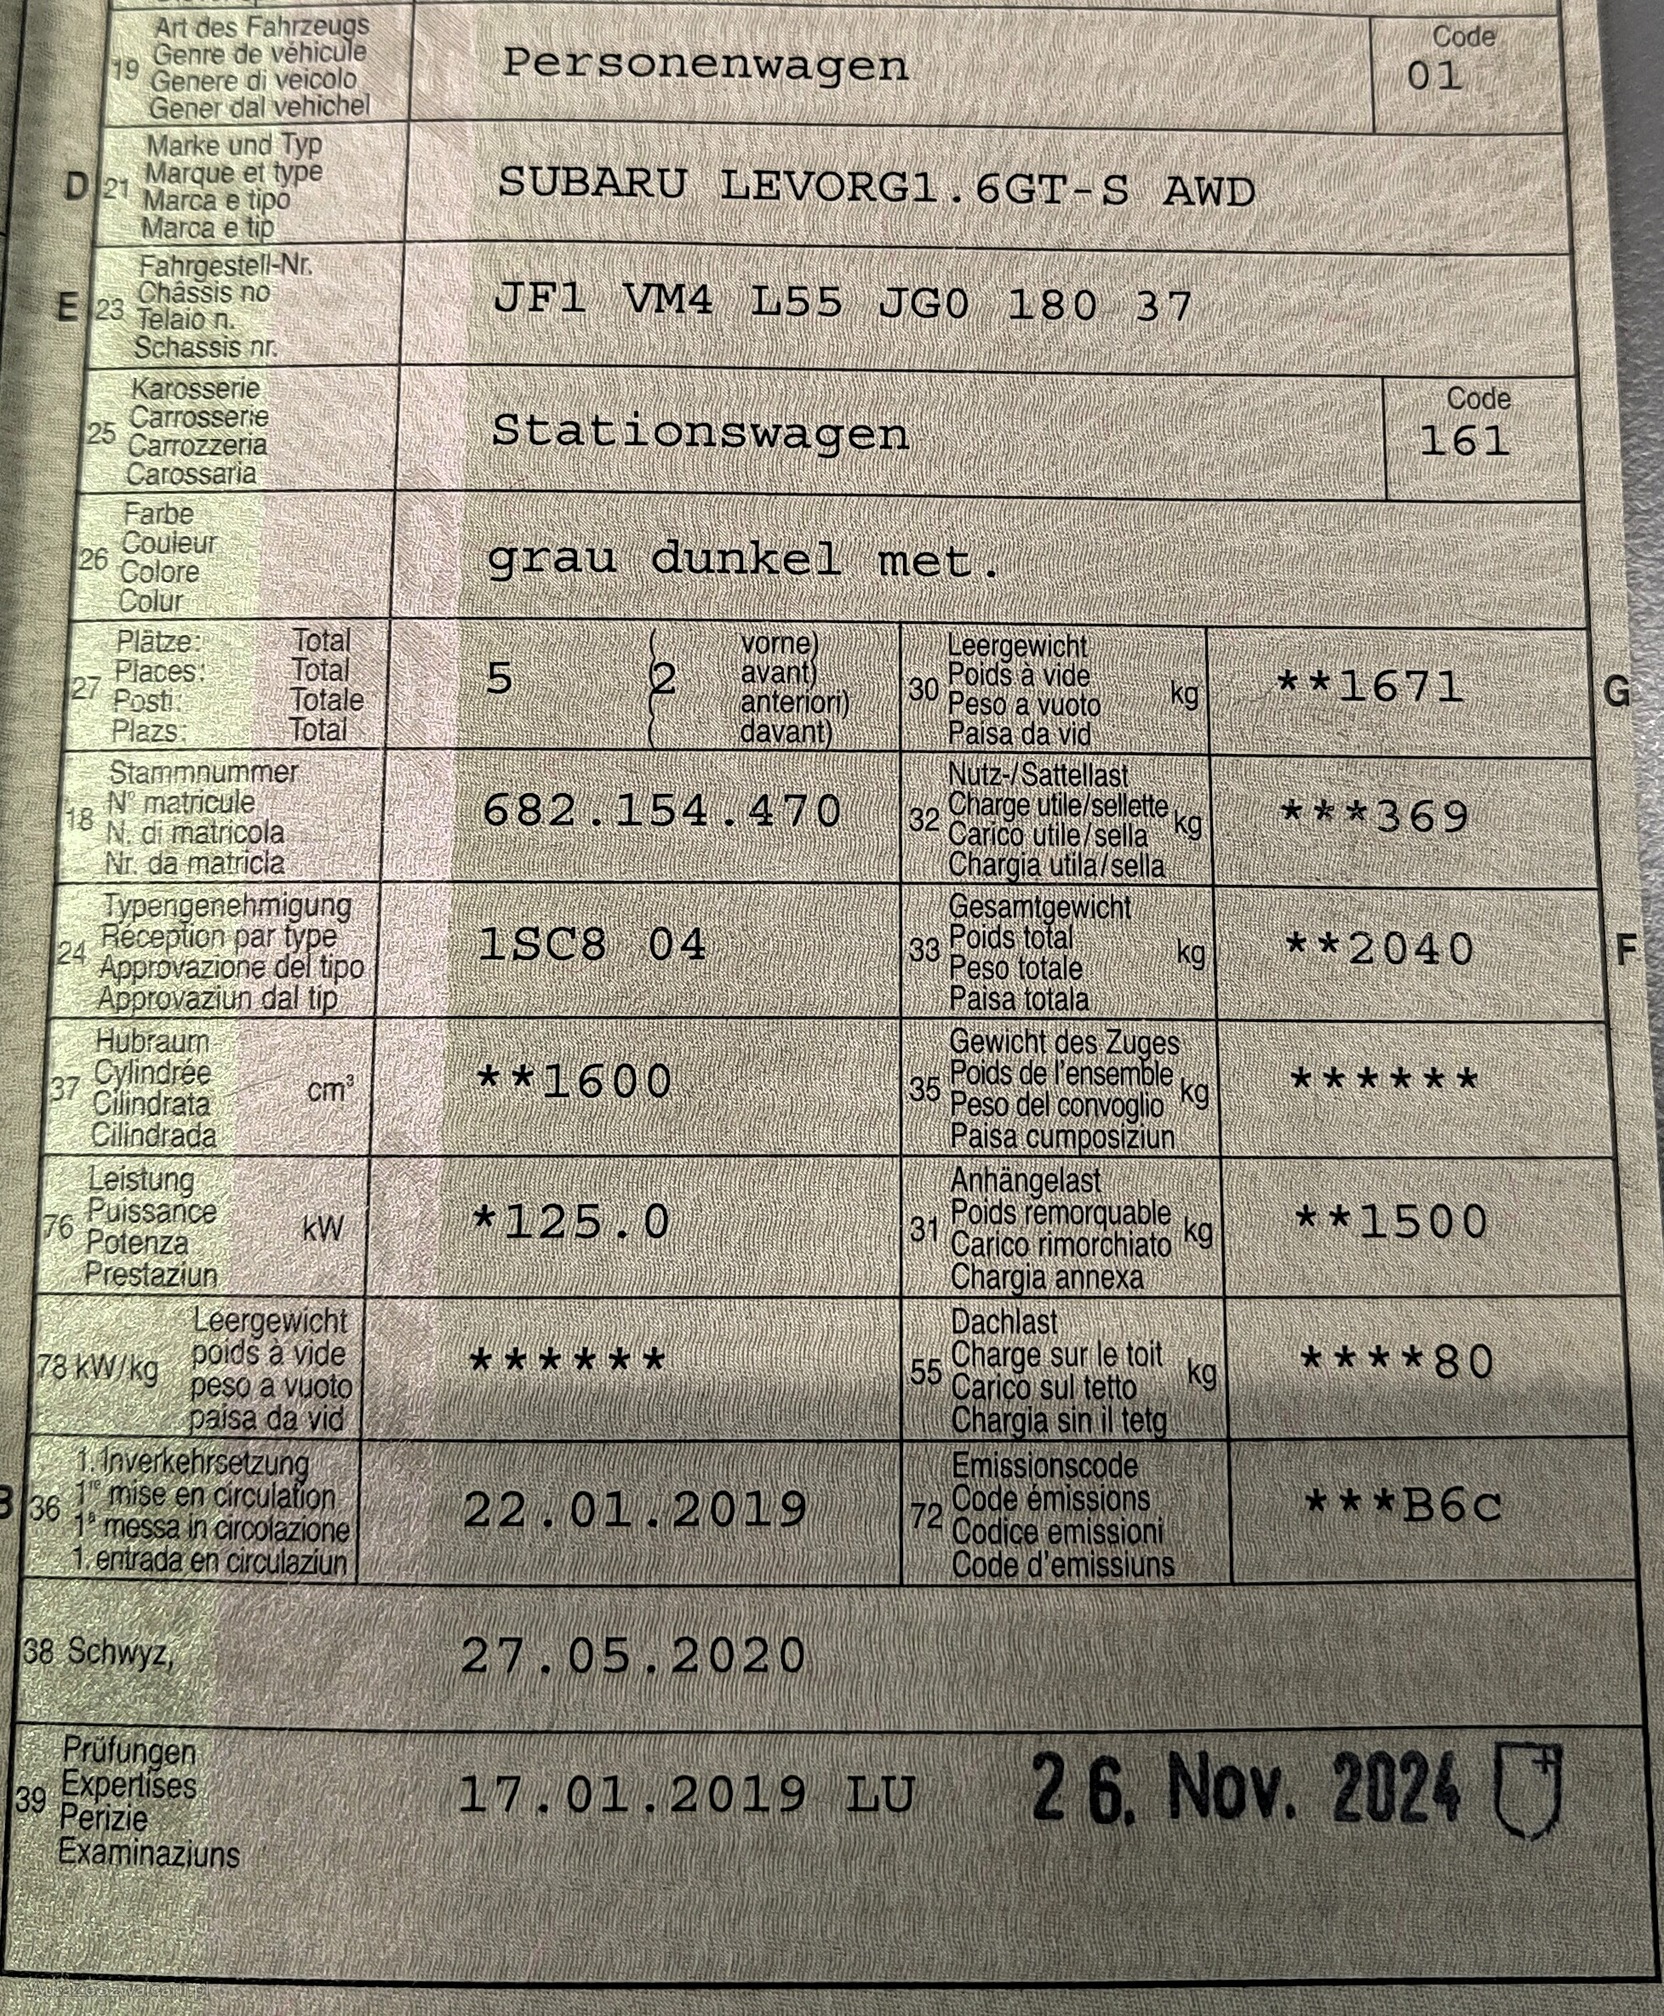 Art des Fahrzeugs
19 Genre de véhicule
Genere di veicolo
Gener dal vehichel
Personenwagen
Code
01
D 21 Marke und Typ
Marque et type
Marca e tipo
Marca e tip
SUBARU LEVORG1.6GT-S AWD
E 23 Fahrgestell-Nr.
Châssis no
Telaio n.
Schassis nr.
JF1 VM4 L55 JG0 180 37
25 Karosserie
Carrosserie
Carrozzeria
Carossaria
Stationswagen
Code
161
26 Farbe
Couleur
Colore
Colur
grau dunkel met.
27 Plätze: Total
Places: Total
Posti: Totale
Plazs: Total
5 (2 vorne)
avant)
anteriori)
davant)
30 Leergewicht
Poids à vide
Peso a vuoto
Paisa da vid
kg
**1671
G
18 Stammnummer
N° matricule
N. di matricola
Nr. da matricla
682.154.470
32 Nutz-/Sattellast
Charge utile/sellette
Carico utile/sella
Chargia utila/sella
kg
***369
24 Typengenehmigung
Réception par type
Approvazione del tipo
Approvaziun dal tip
1SC8 04
33 Gesamtgewicht
Poids total
Peso totale
Paisa totala
kg
**2040
F
37 Hubraum
Cylindrée
Cilindrata
Cilindrada
cm³
**1600
35 Gewicht des Zuges
Poids de l'ensemble
Peso del convoglio
Paisa cumposiziun
kg
******
76 Leistung
Puissance
Potenza
Prestaziun
kW
*125.0
31 Anhängelast
Poids remorquable
Carico rimorchiato
Chargia annexa
kg
**1500
78 kW/kg
Leergewicht
poids à vide
peso a vuoto
paisa da vid
******
55 Dachlast
Charge sur le toit
Carico sul tetto
Chargia sin il tetg
kg
****80
B 36 1. Inverkehrsetzung
1re mise en circulation
1a messa in circolazione
1. entrada en circulaziun
22.01.2019
72 Emissionscode
Code émissions
Codice emissioni
Code d'emissiuns
***B6c
38 Schwyz,
27.05.2020
39 Prüfungen
Expertises
Perizie
Examinaziuns
17.01.2019 LU
26. Nov. 2024